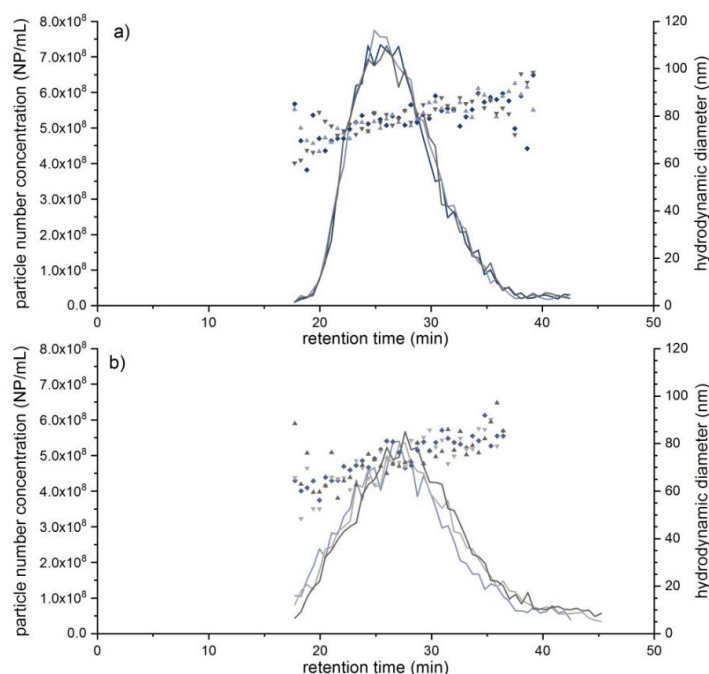 a)
particle number concentration (NP/mL)
8.0x10⁸
7.0x10⁸
6.0x10⁸
5.0x10⁸
4.0x10⁸
3.0x10⁸
2.0x10⁸
1.0x10⁸
0.0
0 10 20 30 40 50
retention time (min)
120
100
80
60
40
20
0
hydrodynamic diameter (nm)
b)
particle number concentration (NP/mL)
8.0x10⁸
7.0x10⁸
6.0x10⁸
5.0x10⁸
4.0x10⁸
3.0x10⁸
2.0x10⁸
1.0x10⁸
0.0
0 10 20 30 40 50
retention time (min)
120
100
80
60
40
20
0
hydrodynamic diameter (nm)